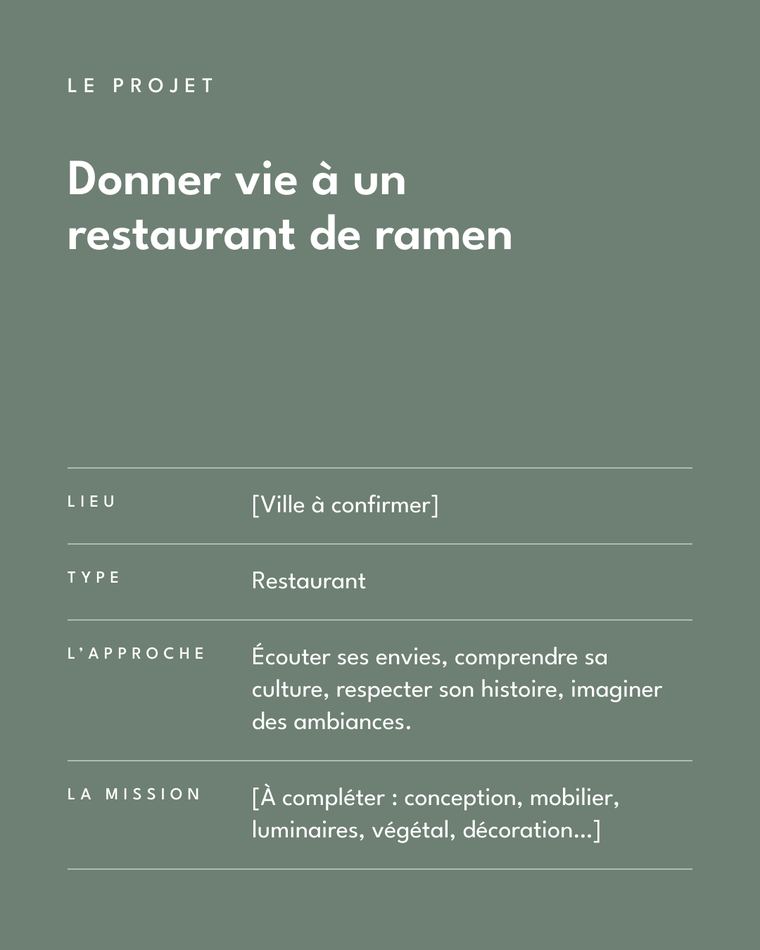 LE PROJET
Donner vie à un
restaurant de ramen
LIEU
[Ville à confirmer]
TYPE
Restaurant
L’APPROCHE
Écouter ses envies, comprendre sa
culture, respecter son histoire, imaginer
des ambiances.
LA MISSION
[À compléter : conception, mobilier,
luminaires, végétal, décoration…]